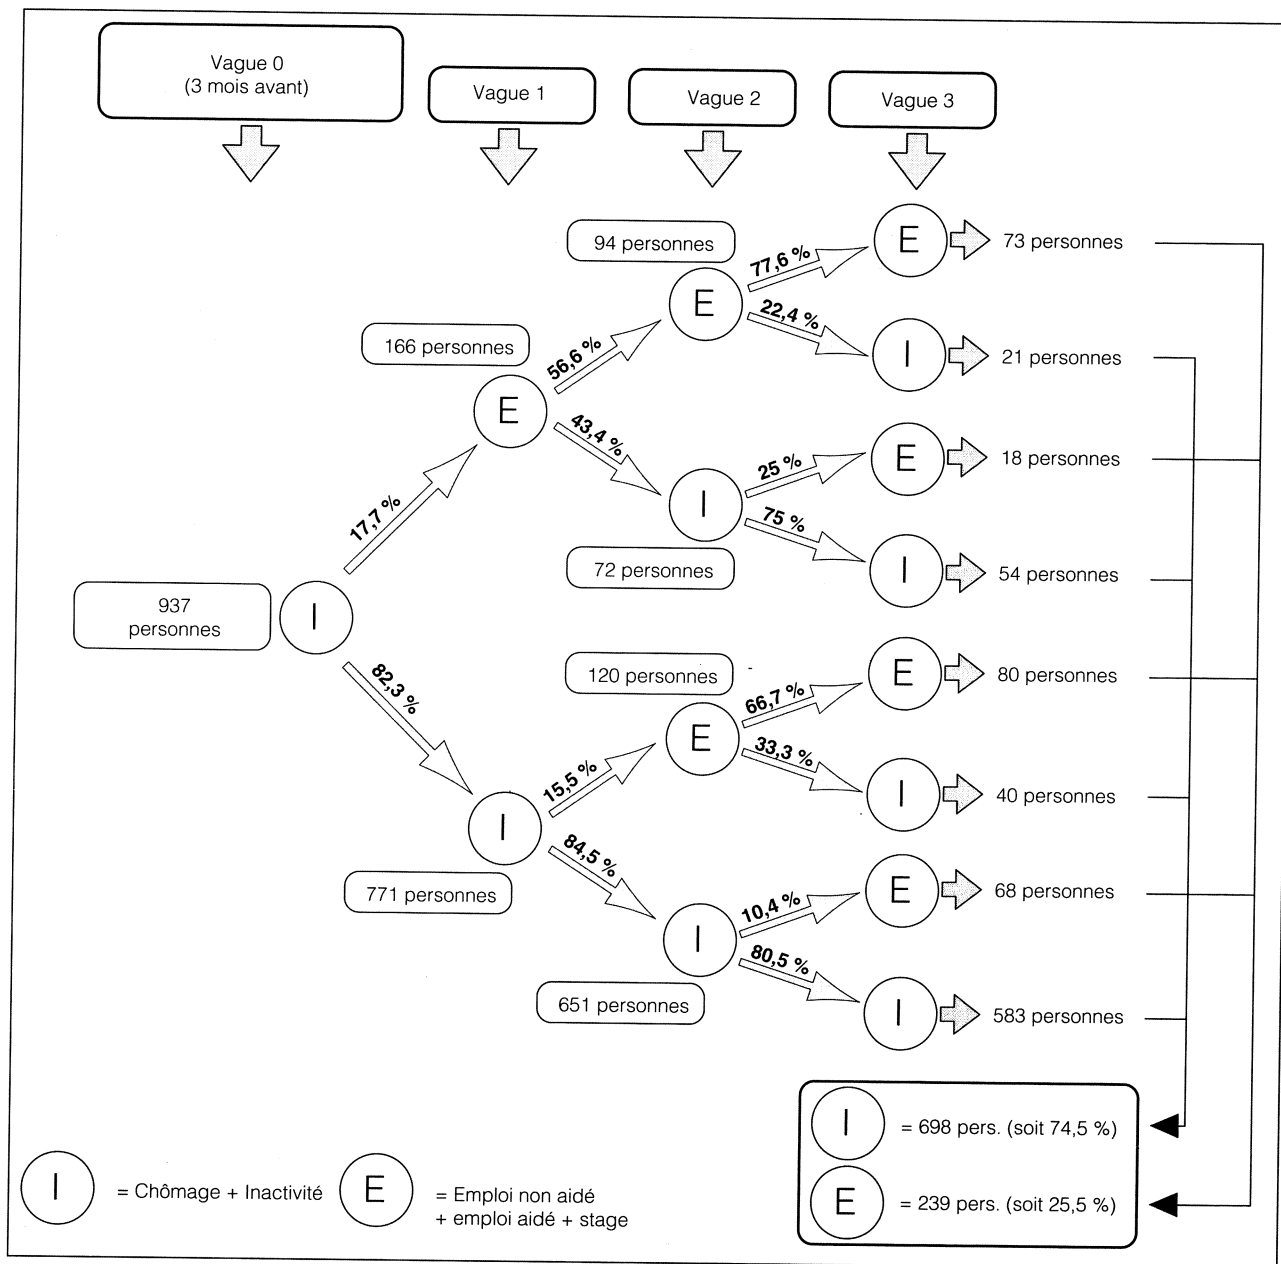 Vague 0
(3 mois avant)
Vague 1
Vague 2
Vague 3
94 personnes
E
77,6 %
22,4 %
E
73 personnes
I
21 personnes
166 personnes
E
56,6 %
43,4 %
I
72 personnes
25 %
75 %
E
18 personnes
I
54 personnes
17,7 %
937
personnes
I
82,3 %
120 personnes
E
66,7 %
33,3 %
E
80 personnes
I
40 personnes
15,5 %
I
84,5 %
771 personnes
I
651 personnes
10,4 %
80,5 %
E
68 personnes
I
583 personnes
I
= 698 pers. (soit 74,5 %)
E
= 239 pers. (soit 25,5 %)
I
= Chômage + Inactivité
E
= Emploi non aidé
+ emploi aidé + stage